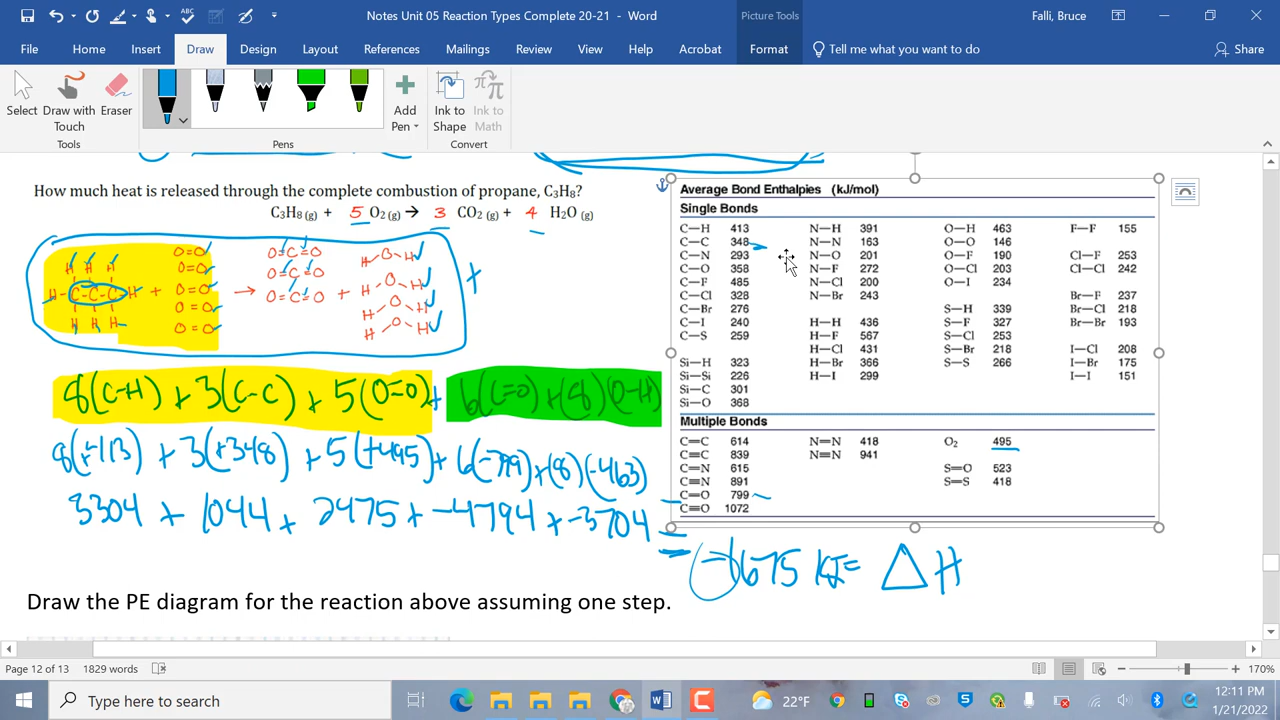 Notes Unit 05 Reaction Types Complete 20-21 - Word
Picture Tools
Falli, Bruce
File Home Insert Draw Design Layout References Mailings Review View Help Acrobat Format Tell me what you want to do Share
Select
Draw with Touch
Eraser
Add Pen
Ink to Shape
Ink to Math
Tools
Pens
Convert
How much heat is released through the complete combustion of propane, C3H8?
C3H8 (g) + 5 O2 (g) → 3 CO2 (g) + 4 H2O (g)
H H H
H-C-C-C-H
H H H
+
O=O
O=O
O=O
O=O
O=O
→
O=C=O
O=C=O
O=C=O
+
H O H
H O H
H O H
H O H
+
8(C-H) + 3(C-C) + 5(O=O) + 6(C=O) + (8)(O-H)
8(+413) + 3(+348) + 5(+495) + 6(-799) + (8)(-463)
3304 + 1044 + 2475 + -4794 + -3704 =
-1675 KJ = △H
Average Bond Enthalpies (kJ/mol)
Single Bonds
C—H 413 N—H 391 O—H 463 F—F 155
C—C 348 N—N 163 O—O 146
C—N 293 N—O 201 O—F 190 Cl—F 253
C—O 358 N—F 272 O—Cl 203 Cl—Cl 242
C—F 485 N—Cl 200 O—I 234
C—Cl 328 N—Br 243 Br—F 237
C—Br 276 S—H 339 Br—Cl 218
C—I 240 H—H 436 S—F 327 Br—Br 193
C—S 259 H—F 567 S—Cl 253
H—Cl 431 S—Br 218 I—Cl 208
Si—H 323 H—Br 366 S—S 266 I—Br 175
Si—Si 226 H—I 299 I—I 151
Si—C 301
Si—O 368
Multiple Bonds
C=C 614 N=N 418 O2 495
C≡C 839 N≡N 941
C=N 615 S=O 523
C≡N 891 S=S 418
C=O 799
C≡O 1072
Draw the PE diagram for the reaction above assuming one step.
Page 12 of 13 1829 words 170%
Type here to search
22°F
12:11 PM
1/21/2022